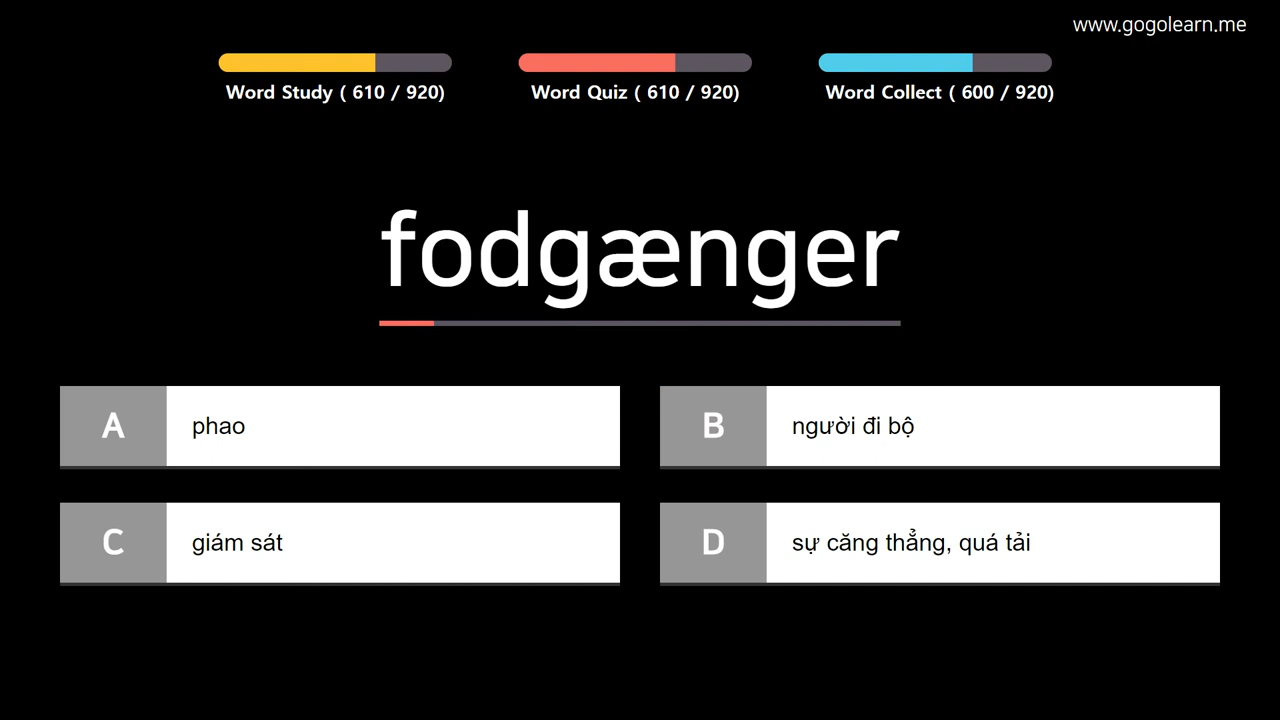 www.gogolearn.me
Word Study ( 610 / 920)
Word Quiz ( 610 / 920)
Word Collect ( 600 / 920)
fodgænger
A
phao
B
người đi bộ
C
giám sát
D
sự căng thẳng, quá tải